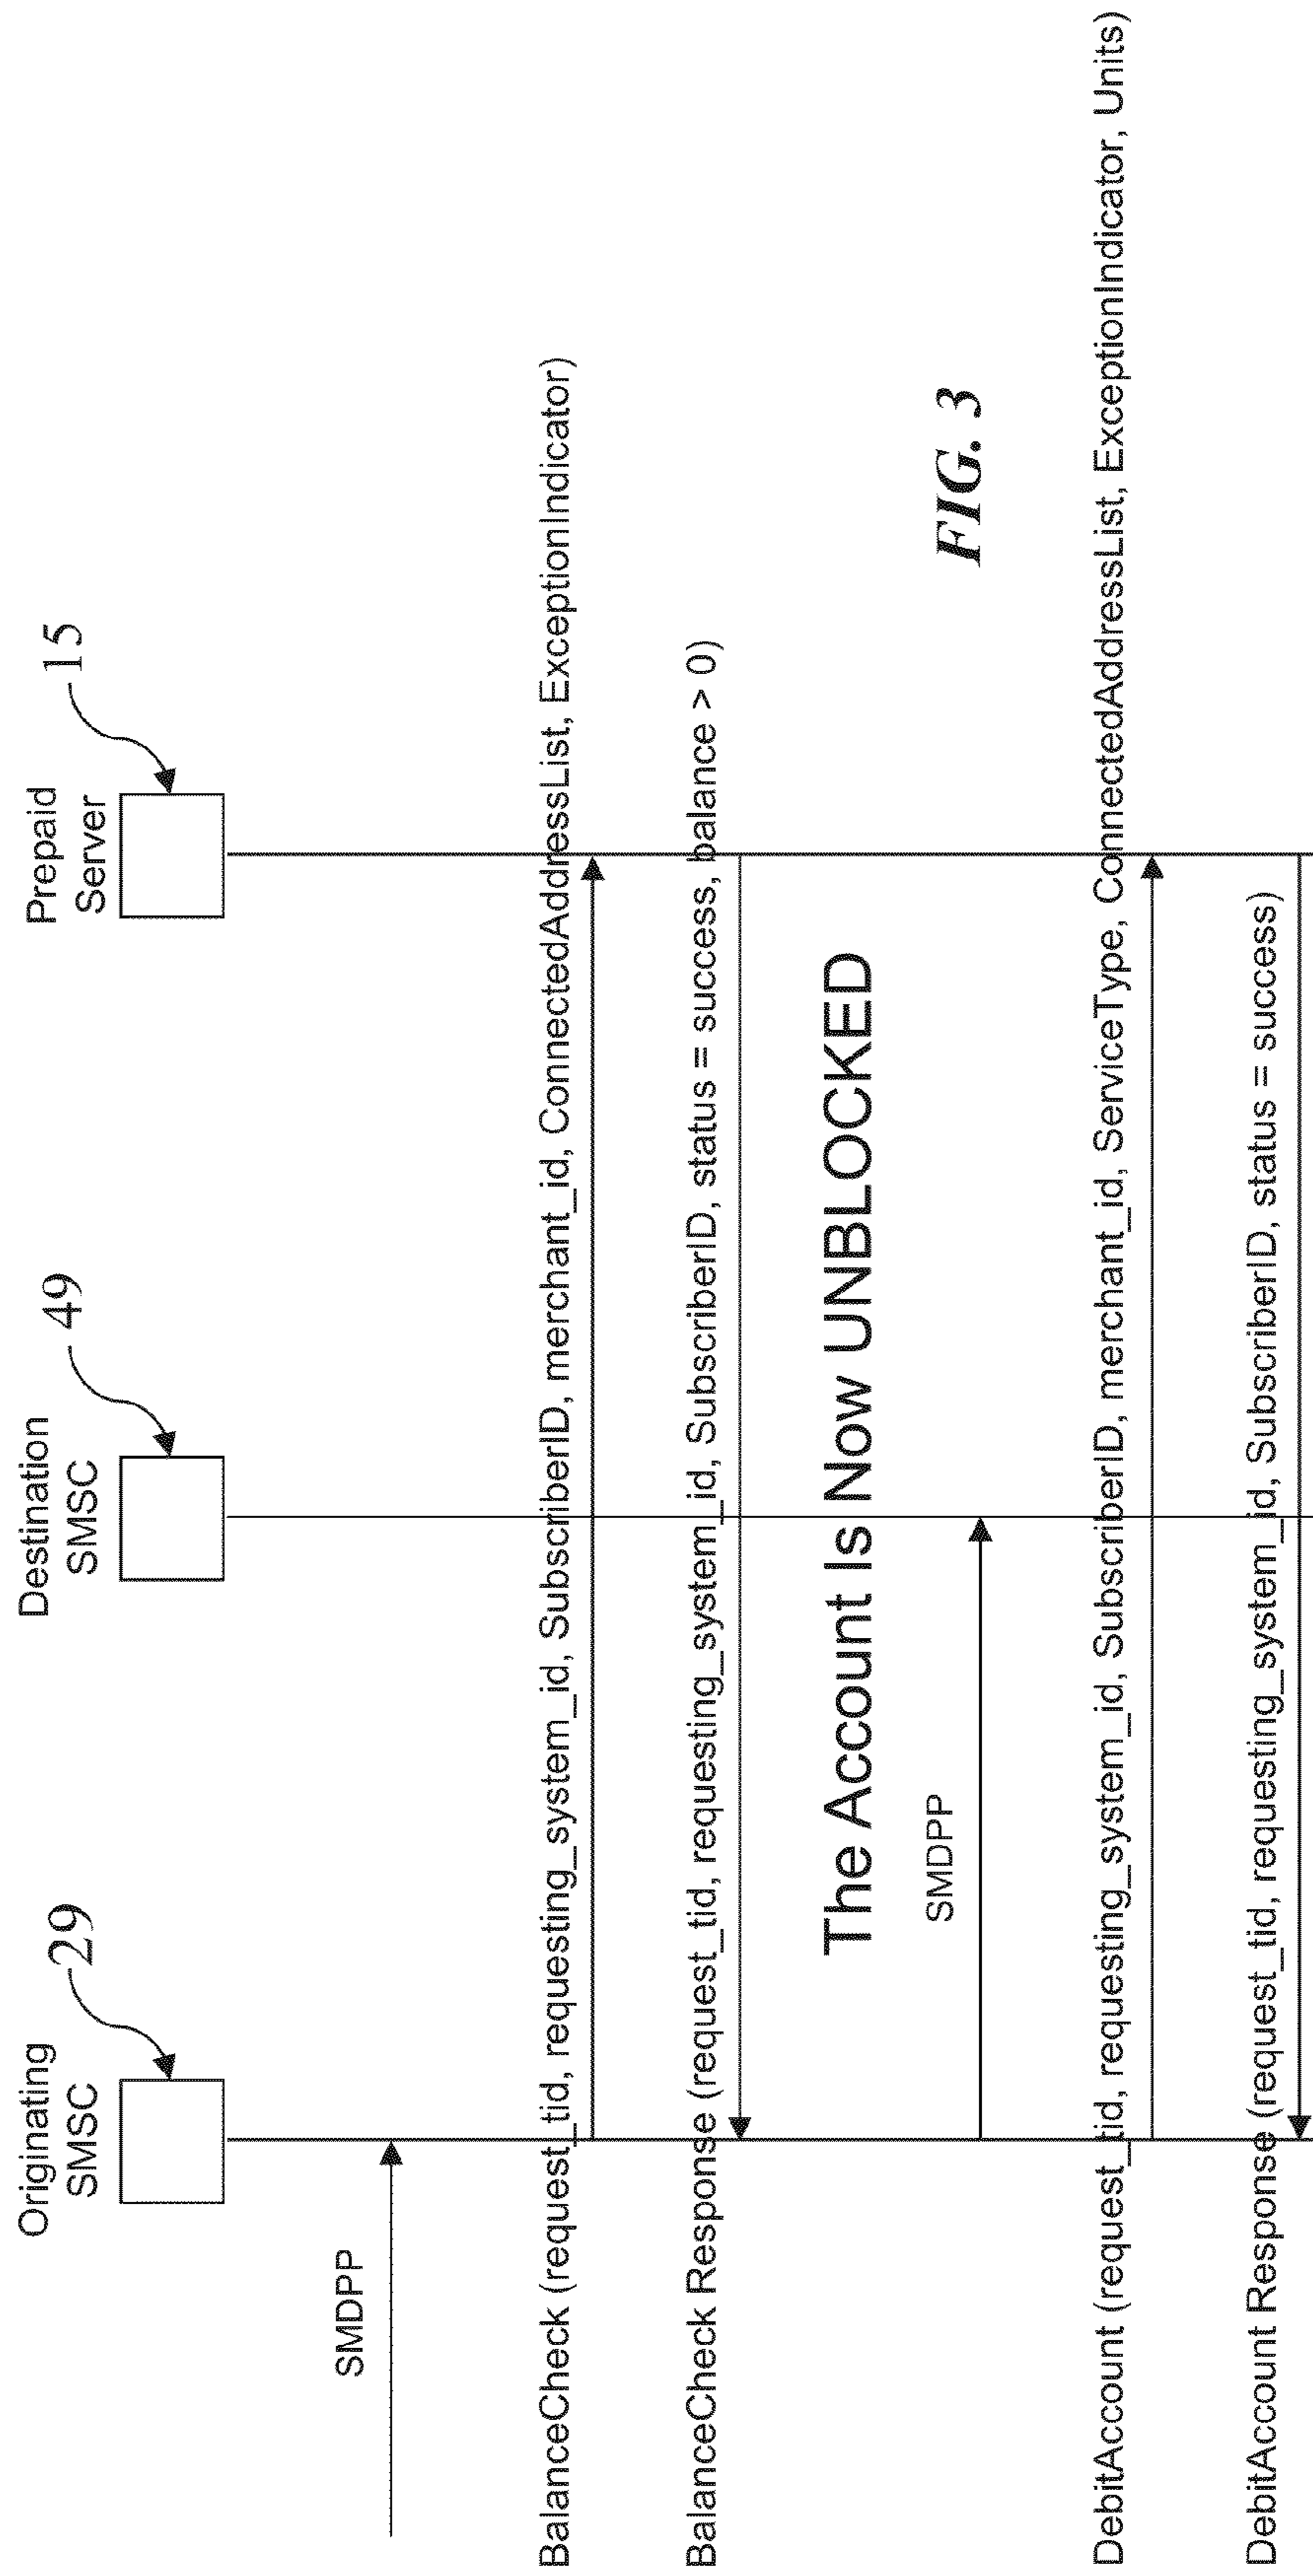 Originating
SMSC
29
Destination
SMSC
49
Prepaid
Server
15
SMDPP
BalanceCheck (request_tid, requesting_system_id, SubscriberID, merchant_id, ConnectedAddressList, ExceptionIndicator)
BalanceCheck Response (request_tid, requesting_system_id, SubscriberID, status = success, balance > 0)
The Account Is Now UNBLOCKED
SMDPP
FIG. 3
DebitAccount (request_tid, requesting_system_id, SubscriberID, merchant_id, ServiceType, ConnectedAddressList, ExceptionIndicator, Units)
DebitAccount Response (request_tid, requesting_system_id, SubscriberID, status = success)